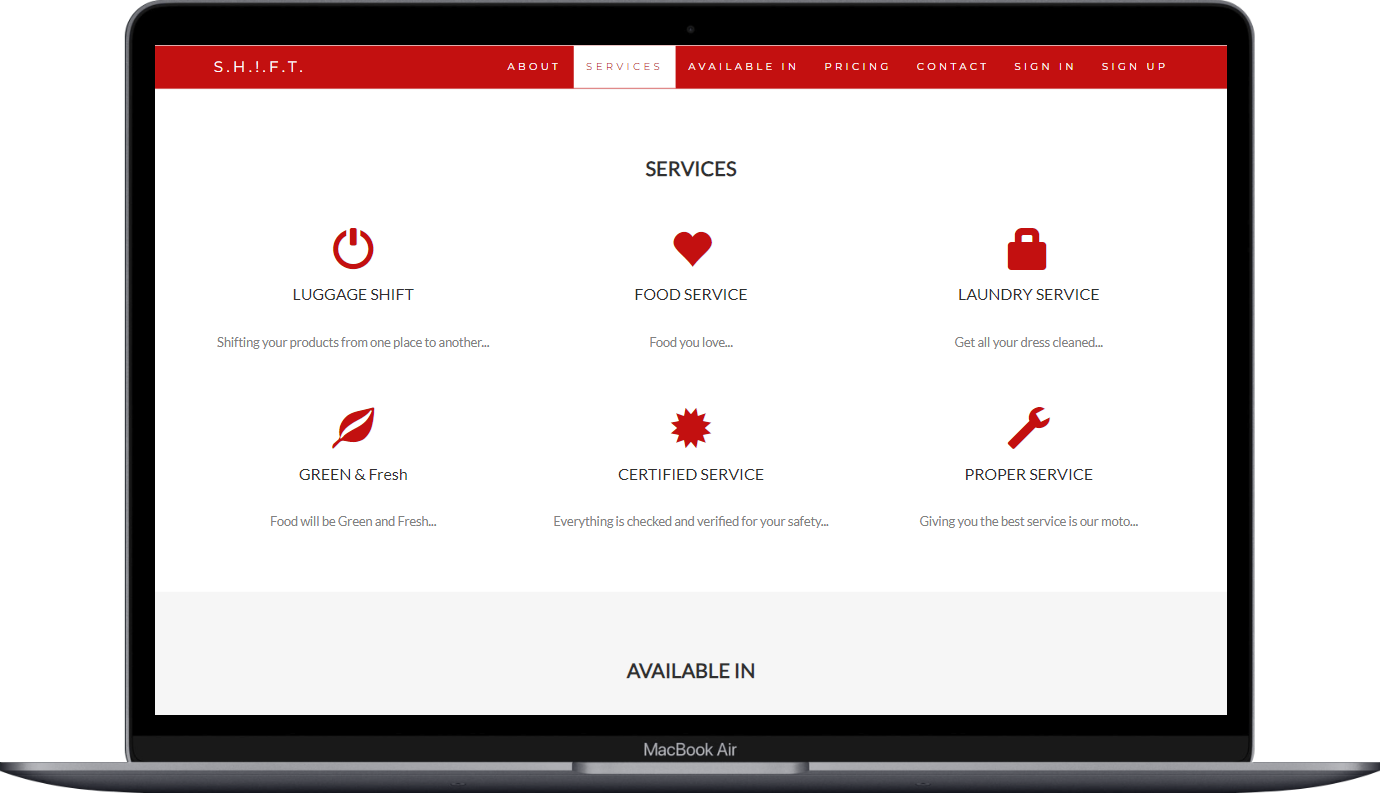 S.H.!.F.T. ABOUT SERVICES AVAILABLE IN PRICING CONTACT SIGN IN SIGN UP
SERVICES
LUGGAGE SHIFT FOOD SERVICE LAUNDRY SERVICE
Shifting your products from one place to another... Food you love... Get all your dress cleaned...
GREEN & Fresh CERTIFIED SERVICE PROPER SERVICE
Food will be Green and Fresh... Everything is checked and verified for your safety... Giving you the best service is our moto...
AVAILABLE IN
MacBook Air